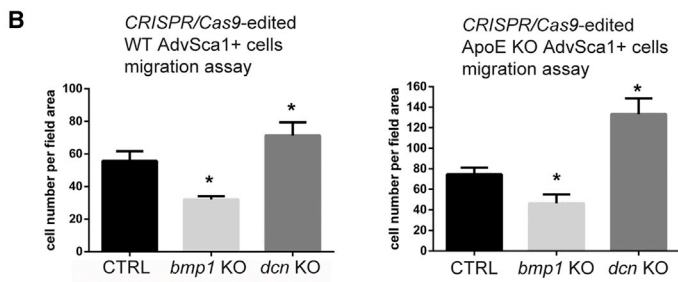 B
CRISPR/Cas9-edited
WT AdvSca1+ cells
migration assay
cell number per field area
100
80
60
40
20
0
*
*
CTRL
bmp1 KO
dcn KO
CRISPR/Cas9-edited
ApoE KO AdvSca1+ cells
migration assay
cell number per field area
160
140
120
100
80
60
40
20
0
*
*
CTRL
bmp1 KO
dcn KO